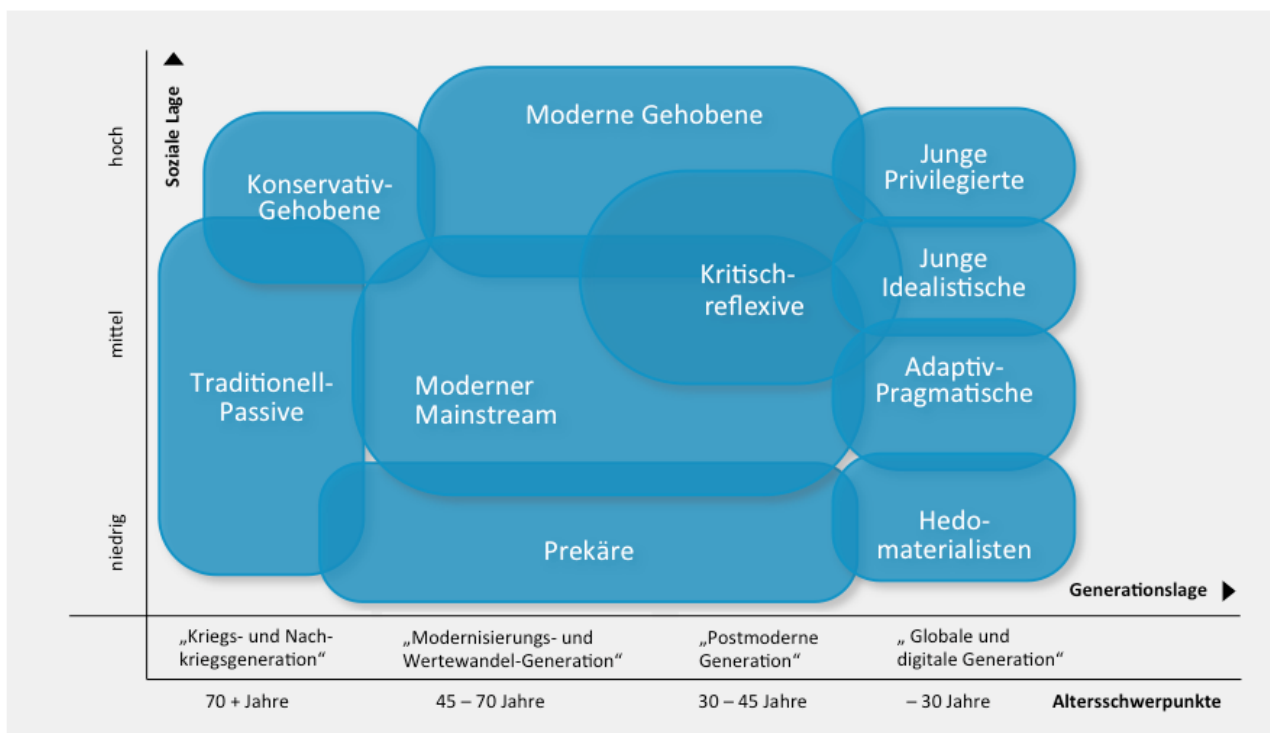 Soziale Lage
hoch
mittel
niedrig
Moderne Gehobene
Konservativ-
Gehobene
Junge
Privilegierte
Kritisch-
reflexive
Junge
Idealistische
Traditionell-
Passive
Moderner
Mainstream
Adaptiv-
Pragmatische
Prekäre
Hedo-
materialisten
Generationslage
„Kriegs- und Nach-
kriegsgeneration“
„Modernisierungs- und
Wertewandel-Generation“
„Postmoderne
Generation“
„ Globale und
digitale Generation“
70 + Jahre
45 – 70 Jahre
30 – 45 Jahre
– 30 Jahre
Altersschwerpunkte